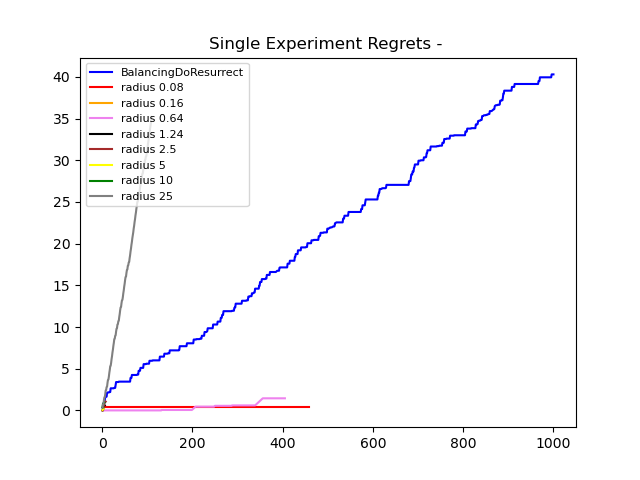 Single Experiment Regrets -
BalancingDoResurrect
radius 0.08
radius 0.16
radius 0.64
radius 1.24
radius 2.5
radius 5
radius 10
radius 25
40
35
30
25
20
15
10
5
0
0 200 400 600 800 1000